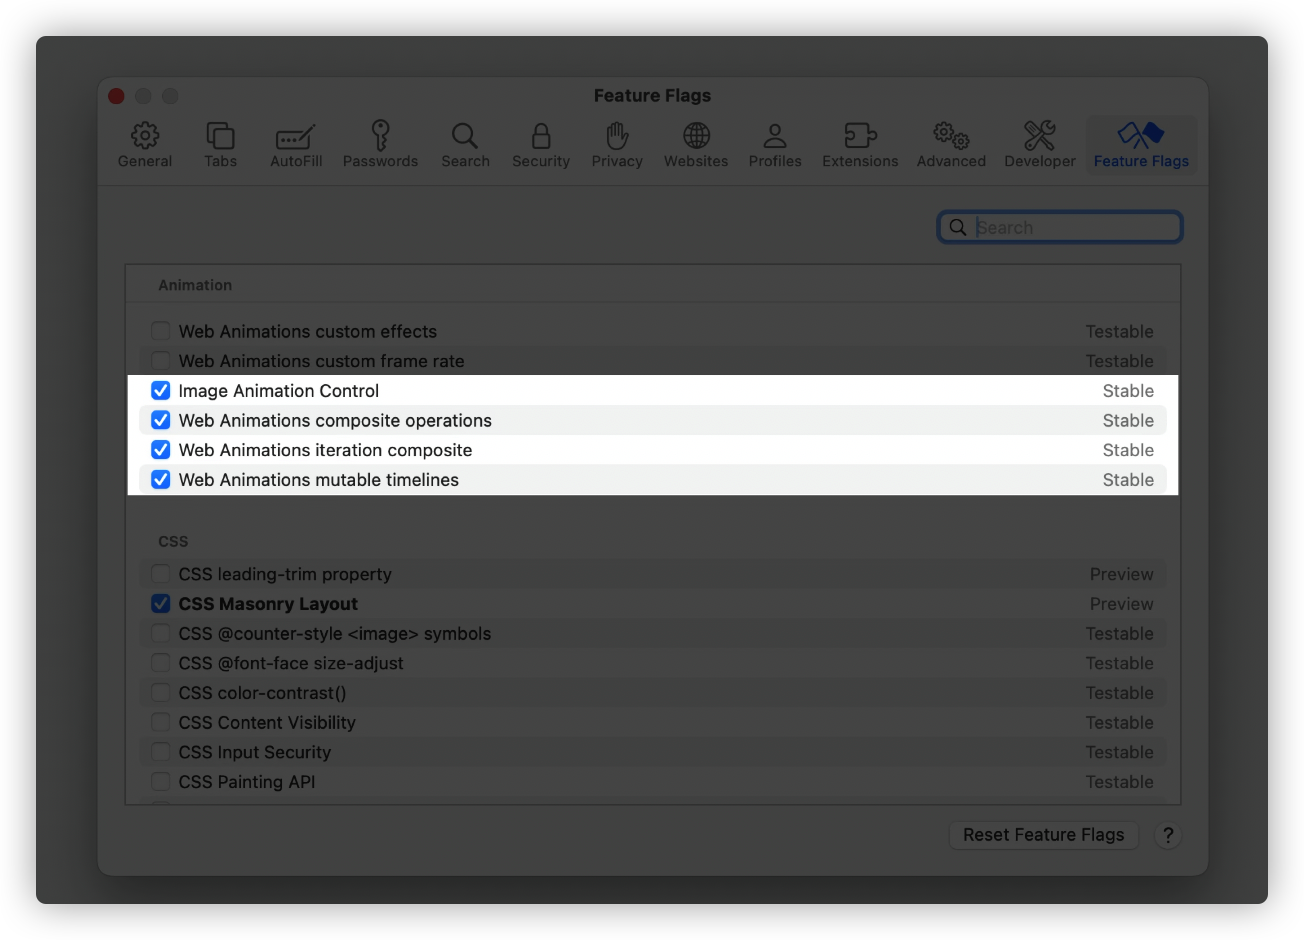 Feature Flags
General Tabs AutoFill Passwords Search Security Privacy Websites Profiles Extensions Advanced Developer Feature Flags
Search
Animation
Web Animations custom effects Testable
Web Animations custom frame rate Testable
Image Animation Control Stable
Web Animations composite operations Stable
Web Animations iteration composite Stable
Web Animations mutable timelines Stable
CSS
CSS leading-trim property Preview
CSS Masonry Layout Preview
CSS @counter-style <image> symbols Testable
CSS @font-face size-adjust Testable
CSS color-contrast() Testable
CSS Content Visibility Testable
CSS Input Security Testable
CSS Painting API Testable
Reset Feature Flags ?